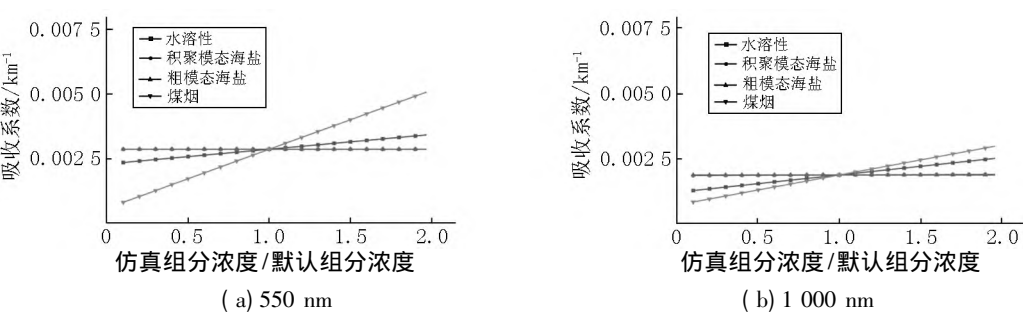 0.007 5
0.005 0
0.002 5
吸收系数/km-1
水溶性
积聚模态海盐
粗模态海盐
煤烟
0 0.5 1.0 1.5 2.0
仿真组分浓度/默认组分浓度
(a) 550 nm
0.007 5
0.005 0
0.002 5
吸收系数/km-1
水溶性
积聚模态海盐
粗模态海盐
煤烟
0 0.5 1.0 1.5 2.0
仿真组分浓度/默认组分浓度
(b) 1 000 nm